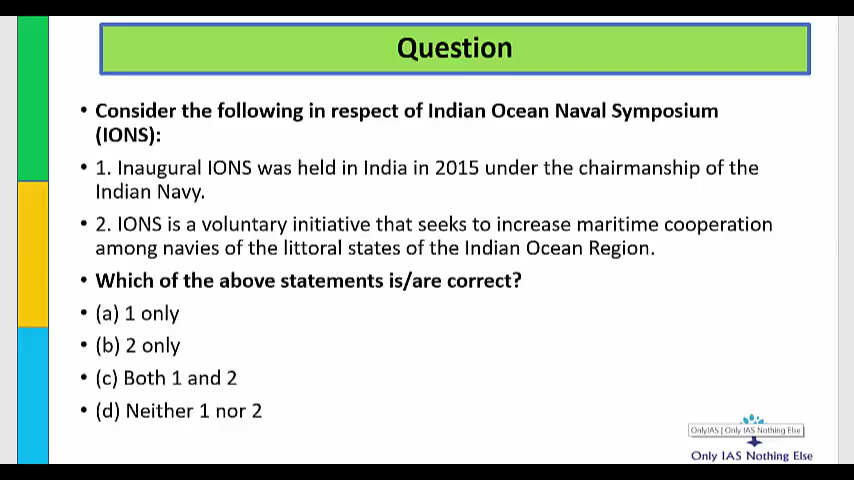 Question
• Consider the following in respect of Indian Ocean Naval Symposium
(IONS):
• 1. Inaugural IONS was held in India in 2015 under the chairmanship of the
Indian Navy.
• 2. IONS is a voluntary initiative that seeks to increase maritime cooperation
among navies of the littoral states of the Indian Ocean Region.
• Which of the above statements is/are correct?
• (a) 1 only
• (b) 2 only
• (c) Both 1 and 2
• (d) Neither 1 nor 2
OnlyIAS | Only IAS Nothing Else
Only IAS Nothing Else